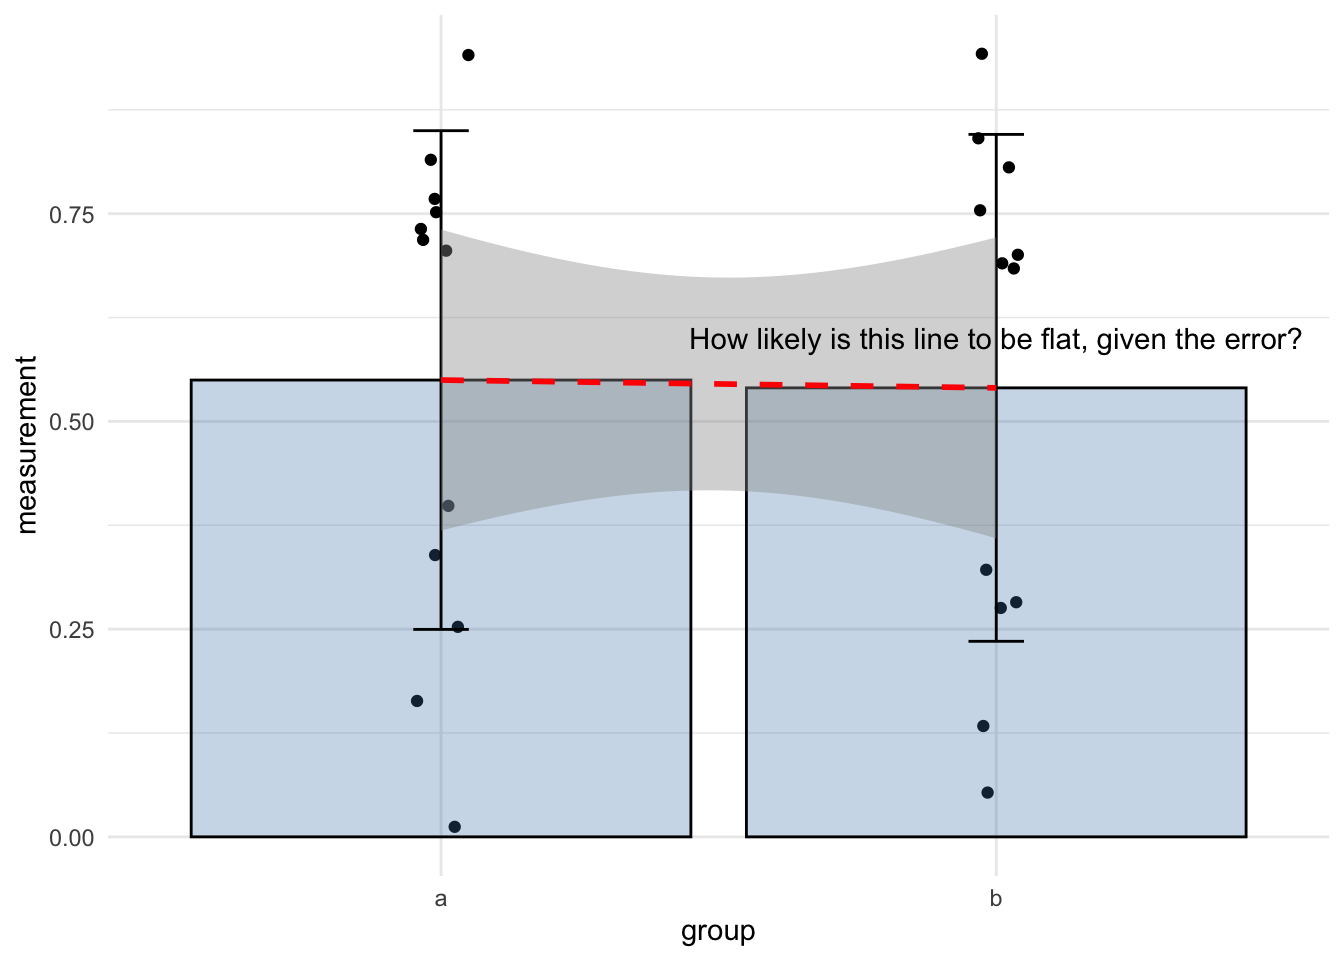 0.75
How likely is this line to be flat, given the error?
measurement
0.50
0.25
0.00
a
b
group